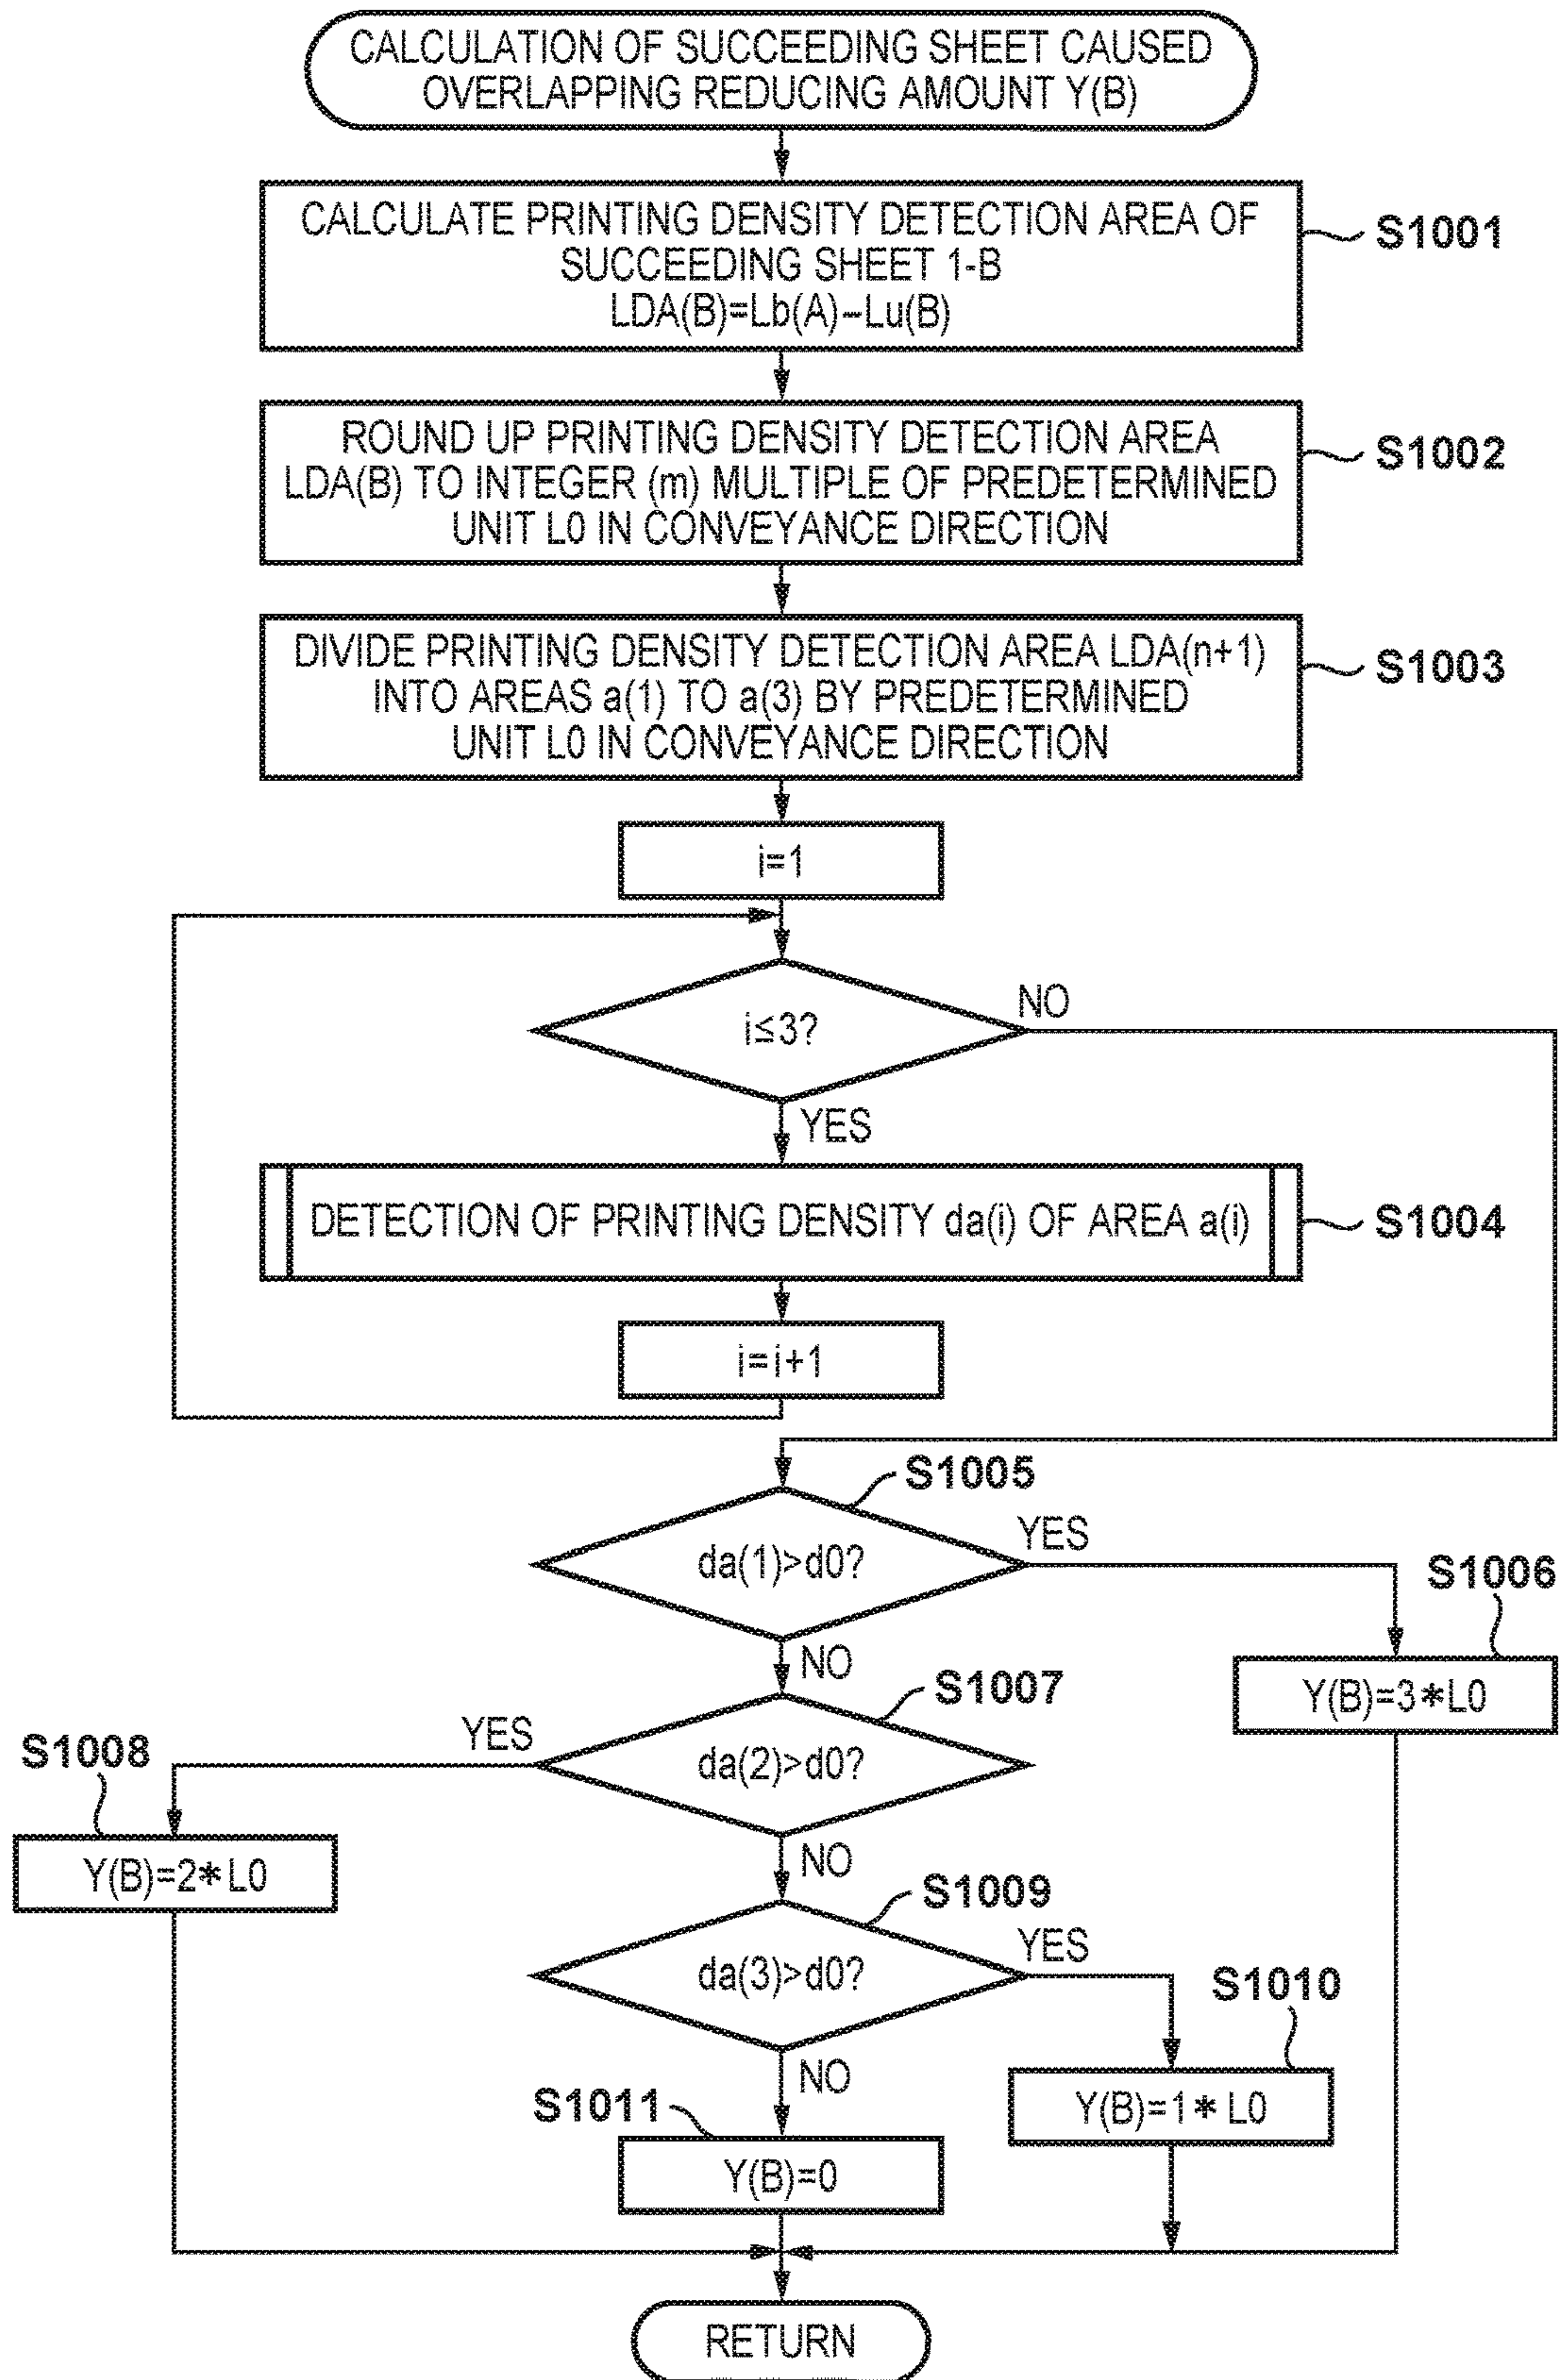 CALCULATION OF SUCCEEDING SHEET CAUSED
OVERLAPPING REDUCING AMOUNT Y(B)
CALCULATE PRINTING DENSITY DETECTION AREA OF
SUCCEEDING SHEET 1-B
LDA(B)=Lb(A)–Lu(B)
S1001
ROUND UP PRINTING DENSITY DETECTION AREA
LDA(B) TO INTEGER (m) MULTIPLE OF PREDETERMINED
UNIT L0 IN CONVEYANCE DIRECTION
S1002
DIVIDE PRINTING DENSITY DETECTION AREA LDA(n+1)
INTO AREAS a(1) TO a(3) BY PREDETERMINED
UNIT L0 IN CONVEYANCE DIRECTION
S1003
i=1
i≤3?
NO
YES
DETECTION OF PRINTING DENSITY da(i) OF AREA a(i)
S1004
i=i+1
S1005
da(1)>d0?
YES
NO
S1006
Y(B)=3*L0
S1007
da(2)>d0?
YES
NO
S1008
Y(B)=2*L0
S1009
da(3)>d0?
YES
NO
S1010
Y(B)=1*L0
S1011
Y(B)=0
RETURN